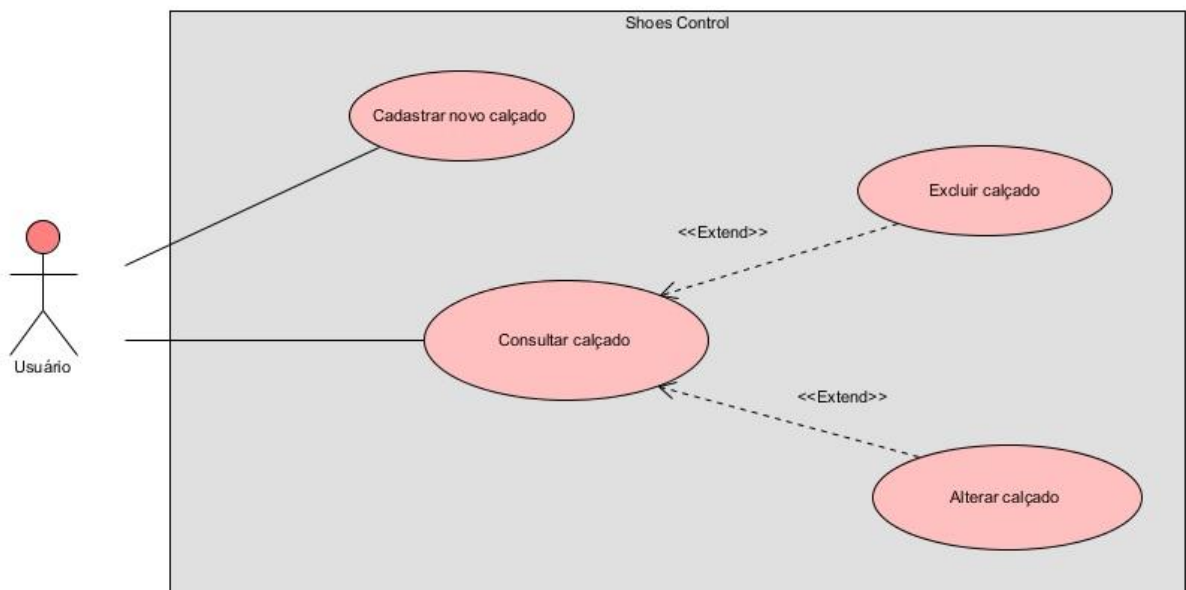 Shoes Control
Cadastrar novo calçado
Excluir calçado
<<Extend>>
Consultar calçado
Usuário
<<Extend>>
Alterar calçado